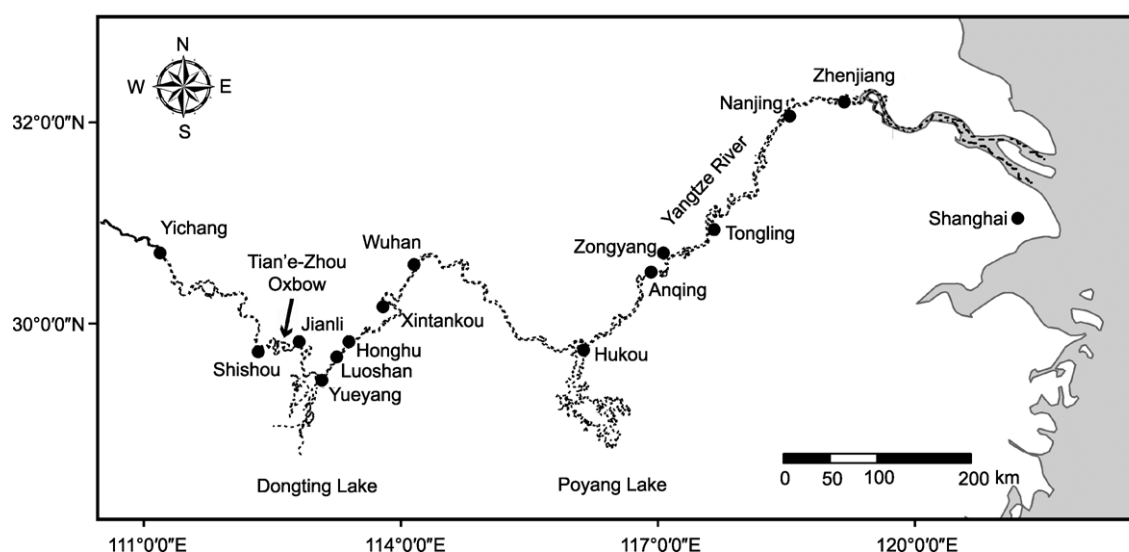 N
W E
S
Zhenjiang
Nanjing
32°0′0″N
Yangtze River
Yichang
Shanghai
Wuhan
Tongling
Zongyang
Tian’e-Zhou
Oxbow
Anqing
Xintankou
30°0′0″N
Jianli
Honghu
Hukou
Shishou
Luoshan
Yueyang
0 50 100 200 km
Dongting Lake
Poyang Lake
111°0′0″E 114°0′0″E 117°0′0″E 120°0′0″E